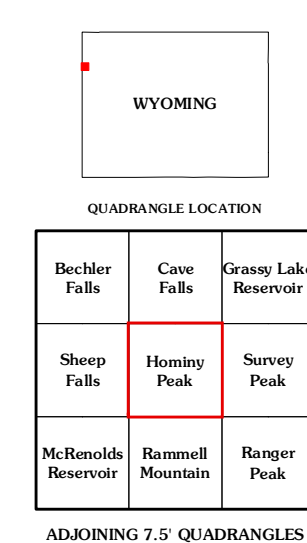 WYOMING
QUADRANGLE LOCATION
Bechler Cave Grassy Lake
Falls Falls Reservoir
Sheep Hominy Survey
Falls Peak Peak
McRenolds Rammell Ranger
Reservoir Mountain Peak
ADJOINING 7.5' QUADRANGLES